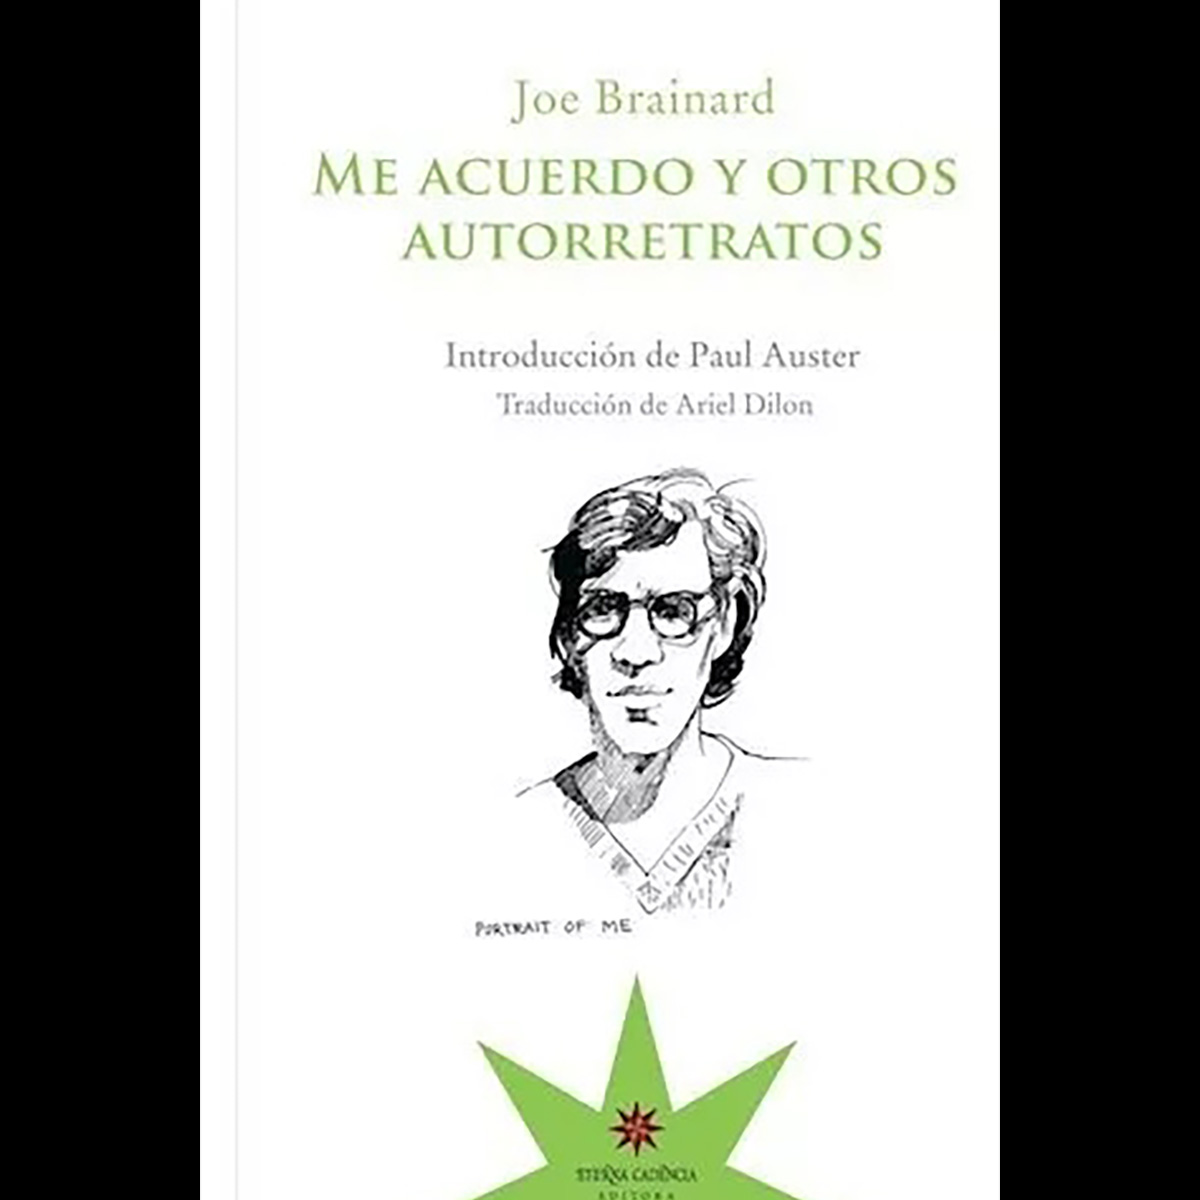 Joe Brainard
ME ACUERDO Y OTROS
AUTORRETRATOS
Introducción de Paul Auster
Traducción de Ariel Dilon
PORTRAIT OF ME
ETERNA CADENCIA
EDITORA